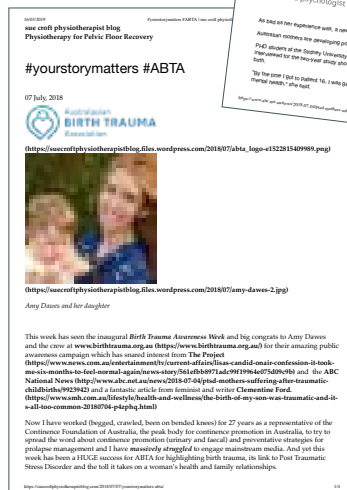 16/03/2019
#yourstorymatters #ABTA | sue croft physiot
sue croft physiotherapist blog
Physiotherapy for Pelvic Floor Recovery
#yourstorymatters #ABTA
07 July, 2018
Australasian
BIRTH TRAUMA
Association
(https://suecroftphysiotherapistblog.files.wordpress.com/2018/07/abta_logo-e1522815409989.png)
(https://suecroftphysiotherapistblog.files.wordpress.com/2018/07/amy-dawes-2.jpg)
Amy Dawes and her daughter
This week has seen the inaugural Birth Trauma Awareness Week and big congrats to Amy Dawes
and the crew at www.birthtrauma.org.au (https://www.birthtrauma.org.au/) for their amazing public
awareness campaign which has snared interest from The Project
(https://www.news.com.au/entertainment/tv/current-affairs/lisas-candid-onair-confession-it-took-
me-six-months-to-feel-normal-again/news-story/561efbb8971adc99f19964e075d09c9b) and the ABC
National News (http://www.abc.net.au/news/2018-07-04/ptsd-mothers-suffering-after-traumatic-
childbirths/9923942) and a fantastic article from feminist and writer Clementine Ford.
(https://www.smh.com.au/lifestyle/health-and-wellness/the-birth-of-my-son-was-traumatic-and-it-
s-all-too-common-20180704-p4zphq.html)
Now I have worked (begged, crawled, been on bended knees) for 27 years as a representative of the
Continence Foundation of Australia, the peak body for continence promotion in Australia, to try to
spread the word about continence promotion (urinary and faecal) and preventative strategies for
prolapse management and I have massively struggled to engage mainstream media. And yet this
week has been a HUGE success for ABTA for highlighting birth trauma, its link to Post Traumatic
Stress Disorder and the toll it takes on a woman's health and family relationships.
https://suecroftphysiotherapistblog.com/2018/07/07/yourstorymatters-abta/
psychologist
As bad as her experience was, a new
Australian mothers are developing po
PhD student at the Sydney University
interviewed for the two-year study sho
forth.
"By the time I got to patient 16, I was ge
mental health," she said.